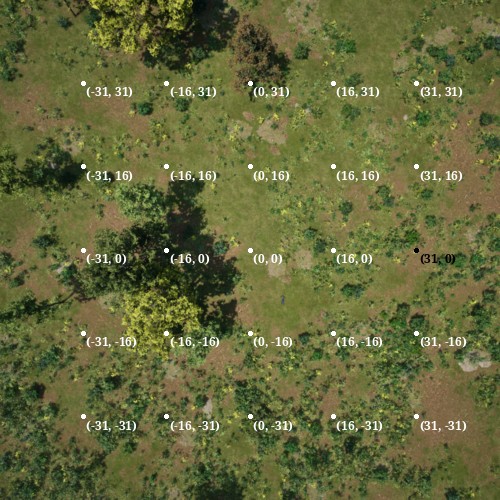 (-31, 31) (-16, 31) (0, 31) (16, 31) (31, 31)
(-31, 16) (-16, 16) (0, 16) (16, 16) (31, 16)
(-31, 0) (-16, 0) (0, 0) (16, 0) (31, 0)
(-31, -16) (-16, -16) (0, -16) (16, -16) (31, -16)
(-31, -31) (-16, -31) (0, -31) (16, -31) (31, -31)